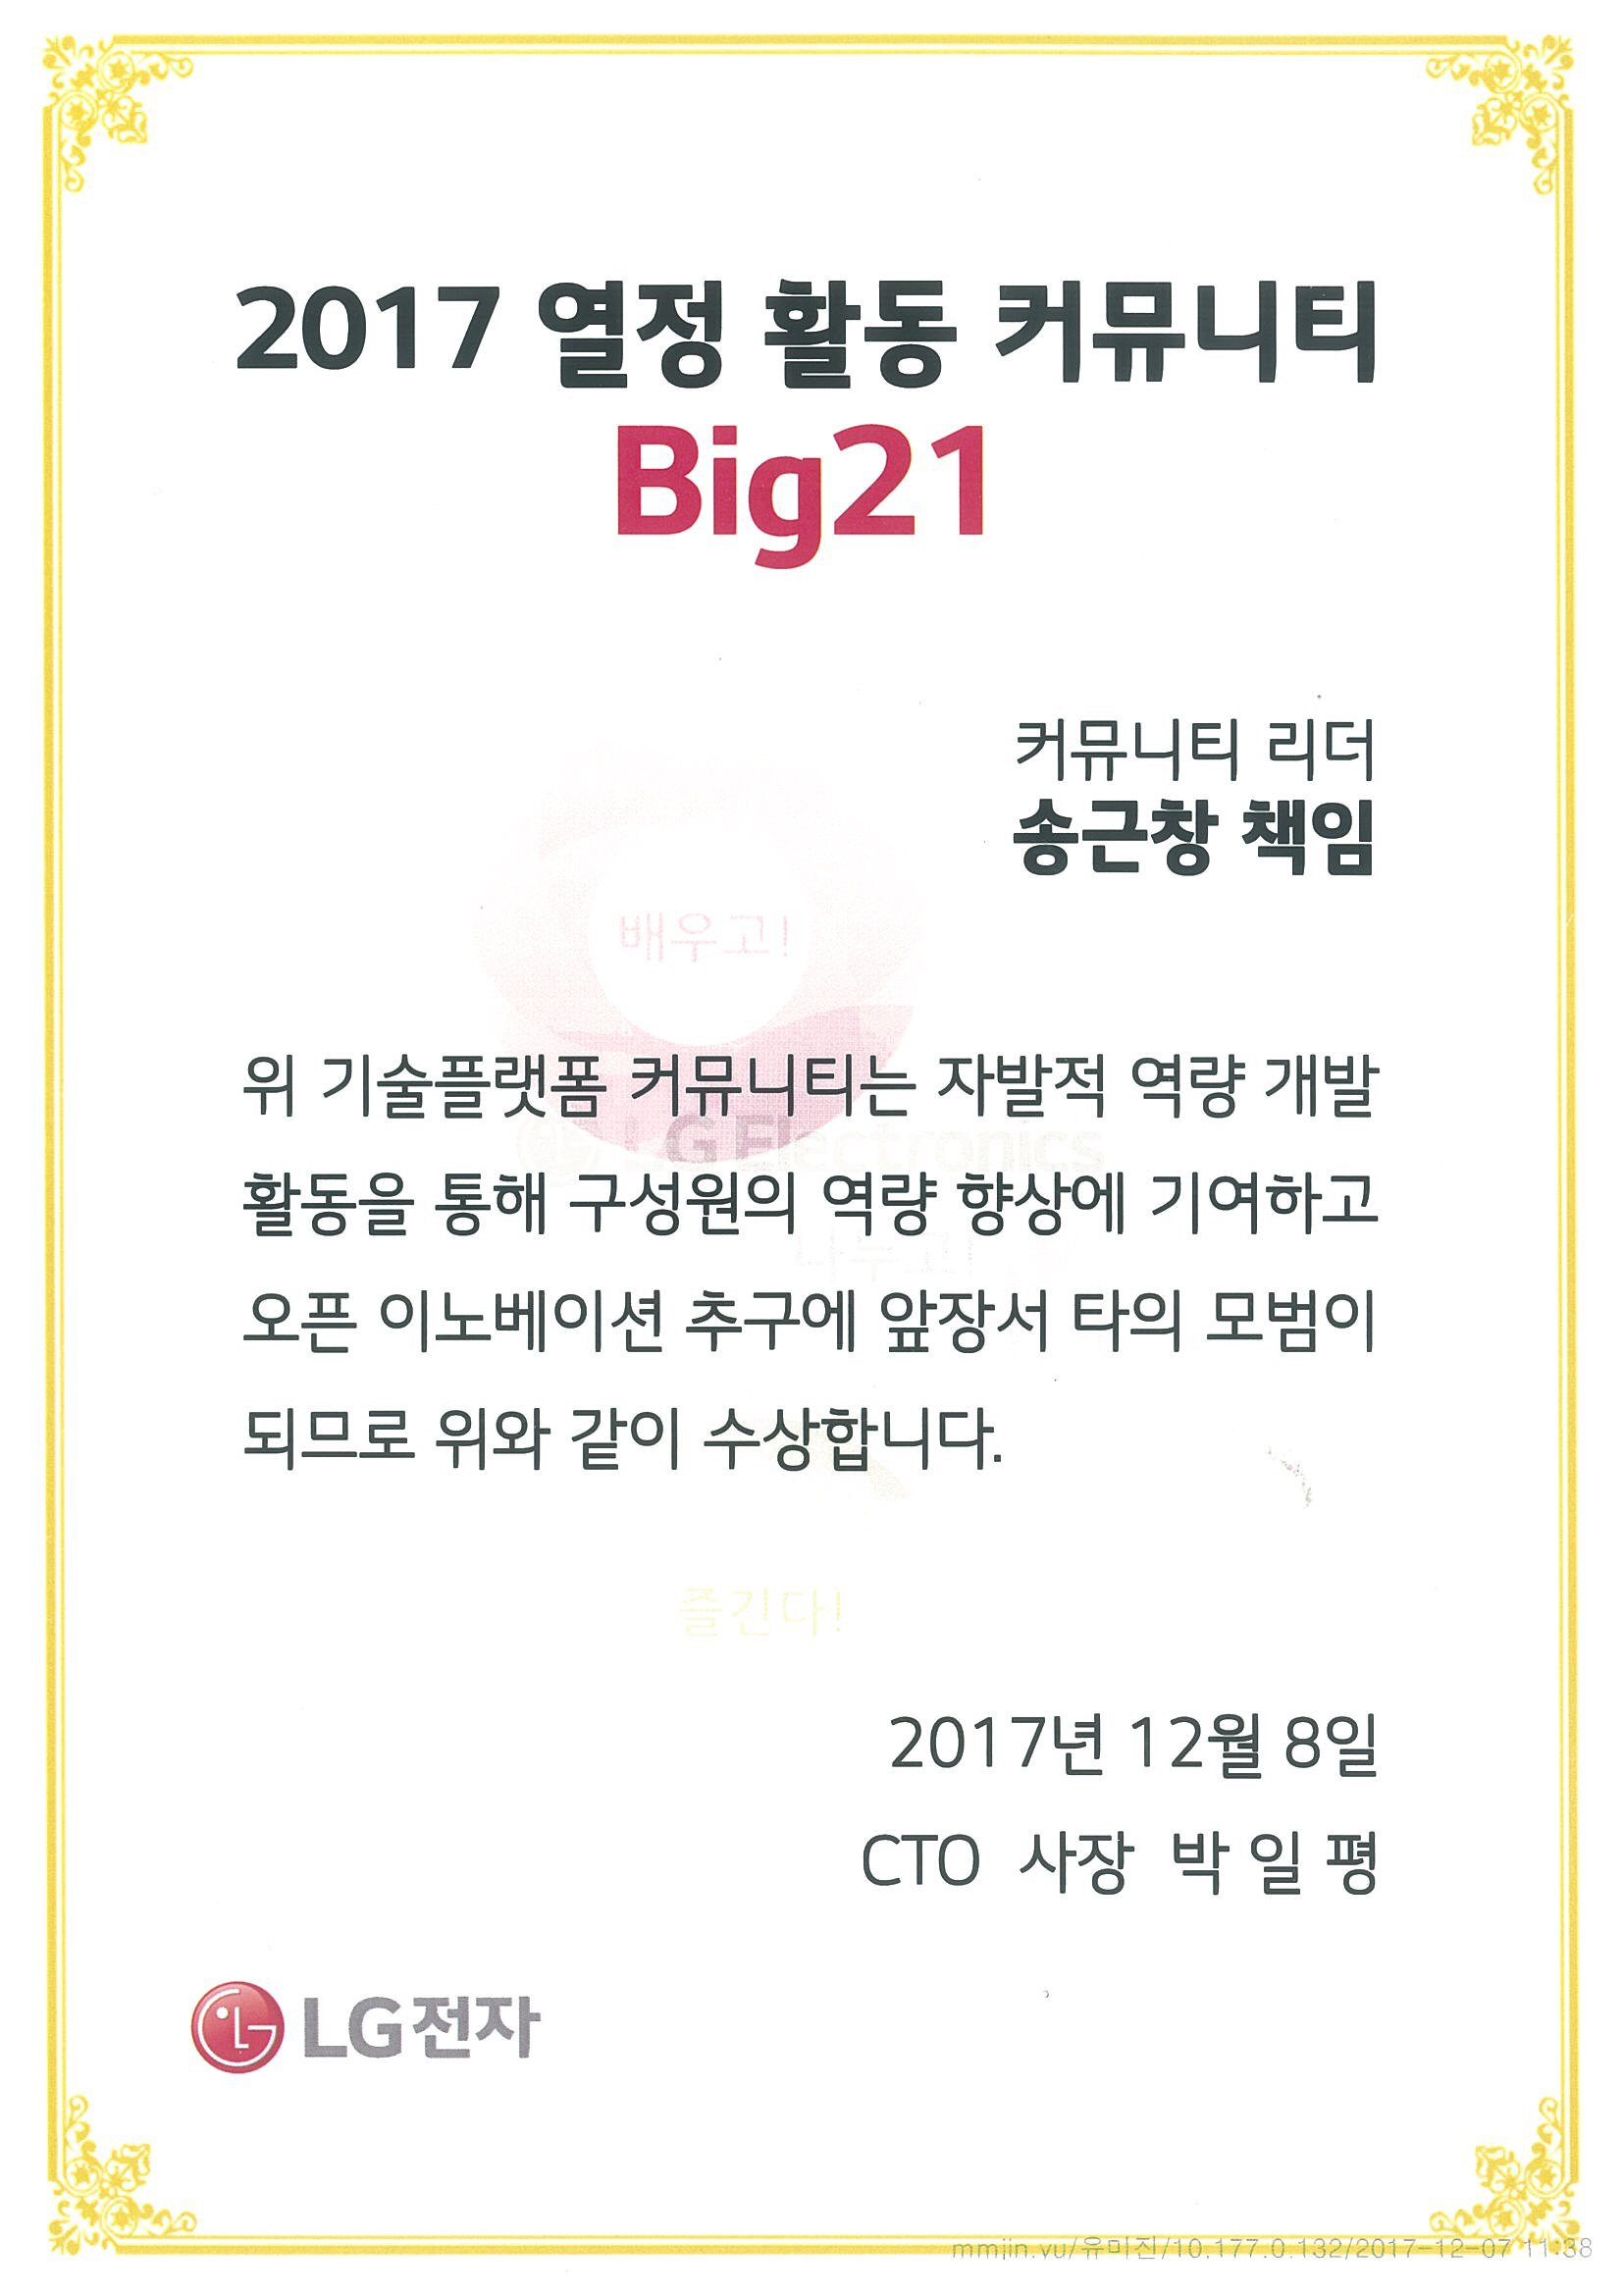 2017 열정 활동 커뮤니티
Big21
커뮤니티 리더
송근창 책임
배우고!
위 기술플랫폼 커뮤니티는 자발적 역량 개발
LG Electronics
활동을 통해 구성원의 역량 향상에 기여하고
나누고!
오픈 이노베이션 추구에 앞장서 타의 모범이
되므로 위와 같이 수상합니다.
즐긴다!
2017년 12월 8일
CTO 사장 박 일 평
LG전자
mmjin.vu/유미진/10.177.0.132/2017-12-07 11:38